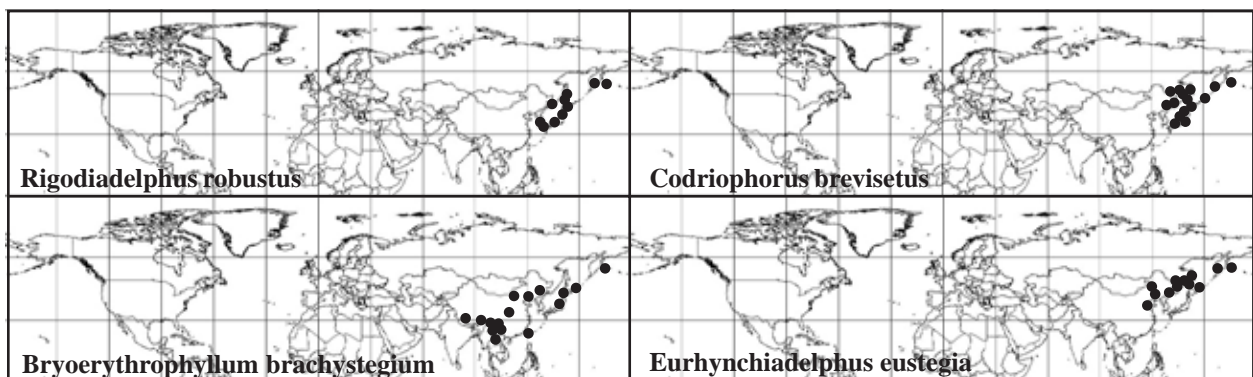 Rigodiadelphus robustus
Codriophorus brevisetus
Bryoerythrophyllum brachystegium
Eurhynchiadelphus eustegia